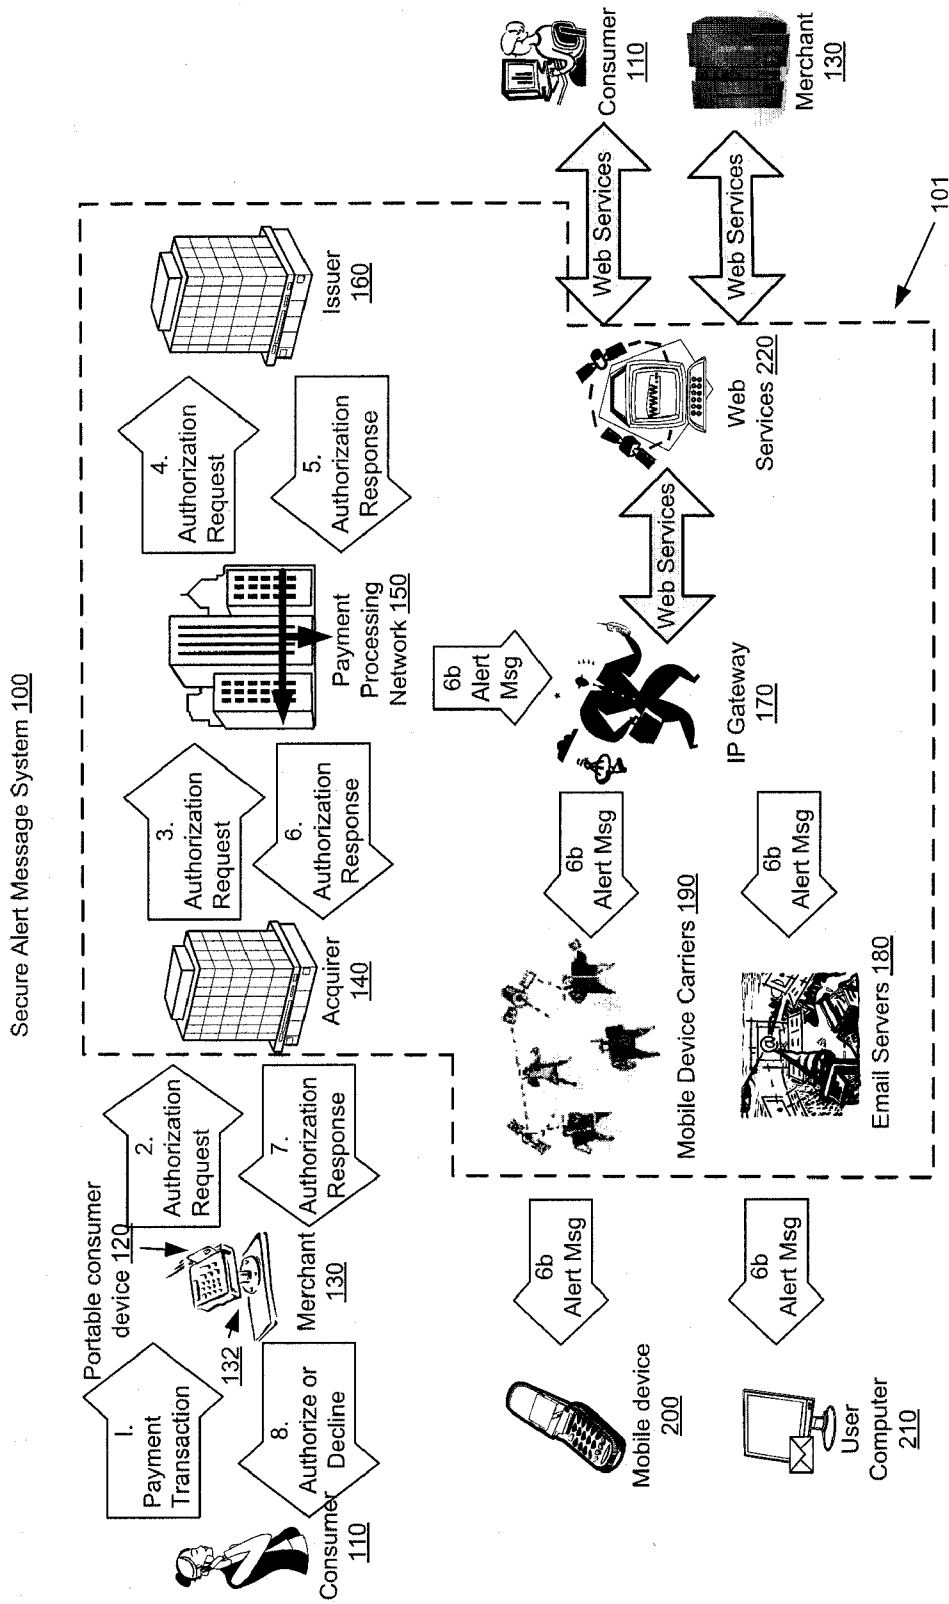 Secure Alert Message System 100
Portable consumer
device 120
1.
Payment
Transaction
2.
Authorization
Request
3.
Authorization
Request
4.
Authorization
Request
8.
Authorize or
Decline
7.
Authorization
Response
6.
Authorization
Response
5.
Authorization
Response
132
Consumer
110
Merchant
130
Acquirer
140
Payment
Processing
Network 150
Issuer
160
6b
Alert
Msg
6b
Alert Msg
6b
Alert Msg
Web Services
Web Services
Consumer
110
Mobile device
200
Mobile Device Carriers 190
IP Gateway
170
www.
Web
Services 220
Web Services
Merchant
130
6b
Alert Msg
6b
Alert Msg
@
User
Computer
210
Email Servers 180
101